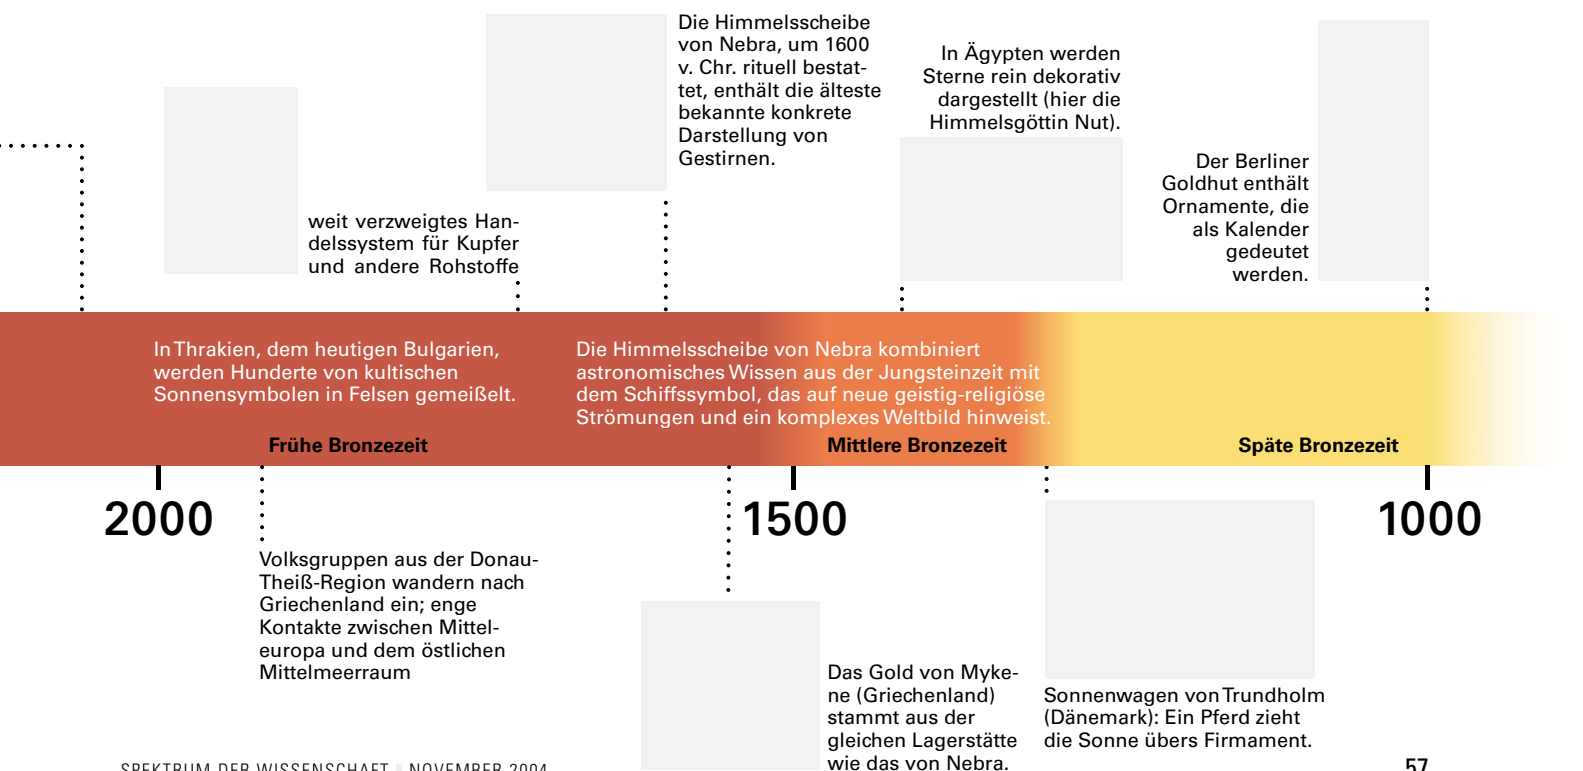 Die Himmelsscheibe
von Nebra, um 1600
v. Chr. rituell bestat-
tet, enthält die älteste
bekannte konkrete
Darstellung von
Gestirnen.
In Ägypten werden
Sterne rein dekorativ
dargestellt (hier die
Himmelsgöttin Nut).
Der Berliner
Goldhut enthält
Ornamente, die
als Kalender
gedeutet
werden.
weit verzweigtes Han-
delssystem für Kupfer
und andere Rohstoffe
In Thrakien, dem heutigen Bulgarien,
werden Hunderte von kultischen
Sonnensymbolen in Felsen gemeißelt.
Die Himmelsscheibe von Nebra kombiniert
astronomisches Wissen aus der Jungsteinzeit mit
dem Schiffssymbol, das auf neue geistig-religiöse
Strömungen und ein komplexes Weltbild hinweist.
Frühe Bronzezeit
Mittlere Bronzezeit
Späte Bronzezeit
2000
1500
1000
Volksgruppen aus der Donau-
Theiß-Region wandern nach
Griechenland ein; enge
Kontakte zwischen Mittel-
europa und dem östlichen
Mittelmeerraum
Das Gold von Myke-
ne (Griechenland)
stammt aus der
gleichen Lagerstätte
wie das von Nebra.
Sonnenwagen von Trundholm
(Dänemark): Ein Pferd zieht
die Sonne übers Firmament.
SPEKTRUM DER WISSENSCHAFT NOVEMBER 2004
57